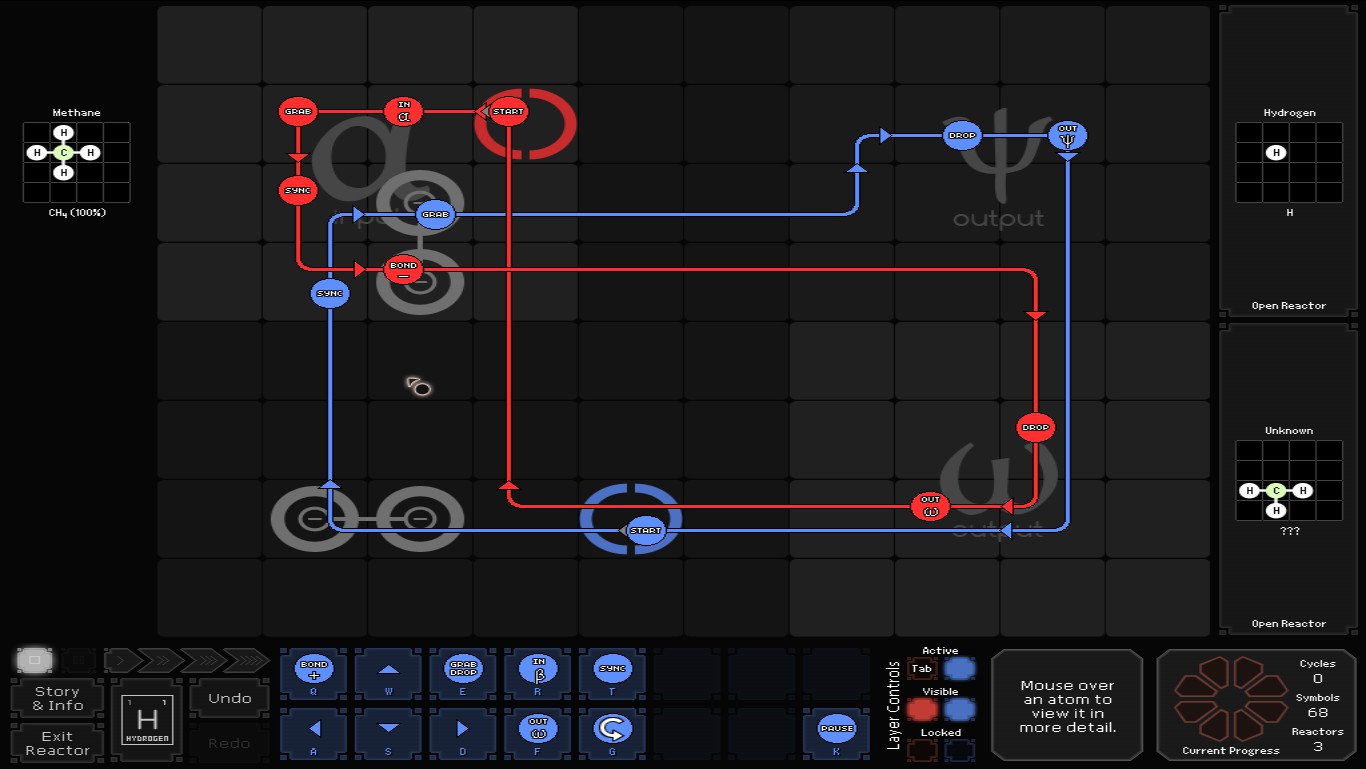 Methane
H
H
C
H
H
CH₄ (100%)
GRAB
IN
α
START
SYNC
BOND
–
GRAB
SYNC
α
input
DROP
OUT
ψ
ψ
output
DROP
OUT
ω
ω
output
START
Hydrogen
H
H
Open Reactor
Unknown
H
C
H
H
???
Open Reactor
Story
& Info
Exit
Reactor
1
1
H
HYDROGEN
Undo
Redo
BOND
+
Q
W
GRAB
DROP
E
IN
β
R
SYNC
T
A
S
D
OUT
ω
F
G
PAUSE
K
Layer Controls
Active
Tab
Visible
Locked
Mouse over
an atom to
view it in
more detail.
Cycles
0
Symbols
68
Reactors
3
Current Progress